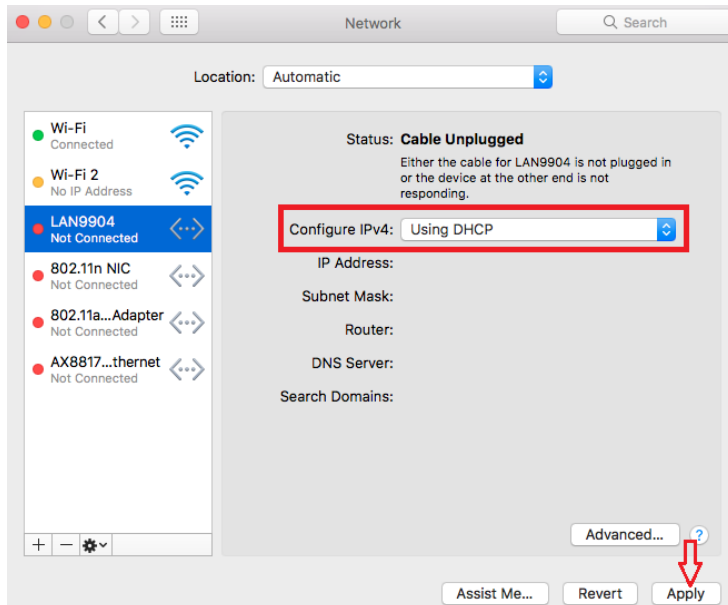 Network
Search
Location: Automatic
Wi-Fi
Connected
Wi-Fi 2
No IP Address
LAN9904
Not Connected
802.11n NIC
Not Connected
802.11a...Adapter
Not Connected
AX8817...thernet
Not Connected
Status: Cable Unplugged
Either the cable for LAN9904 is not plugged in
or the device at the other end is not
responding.
Configure IPv4: Using DHCP
IP Address:
Subnet Mask:
Router:
DNS Server:
Search Domains:
Advanced... ?
Assist Me... Revert Apply